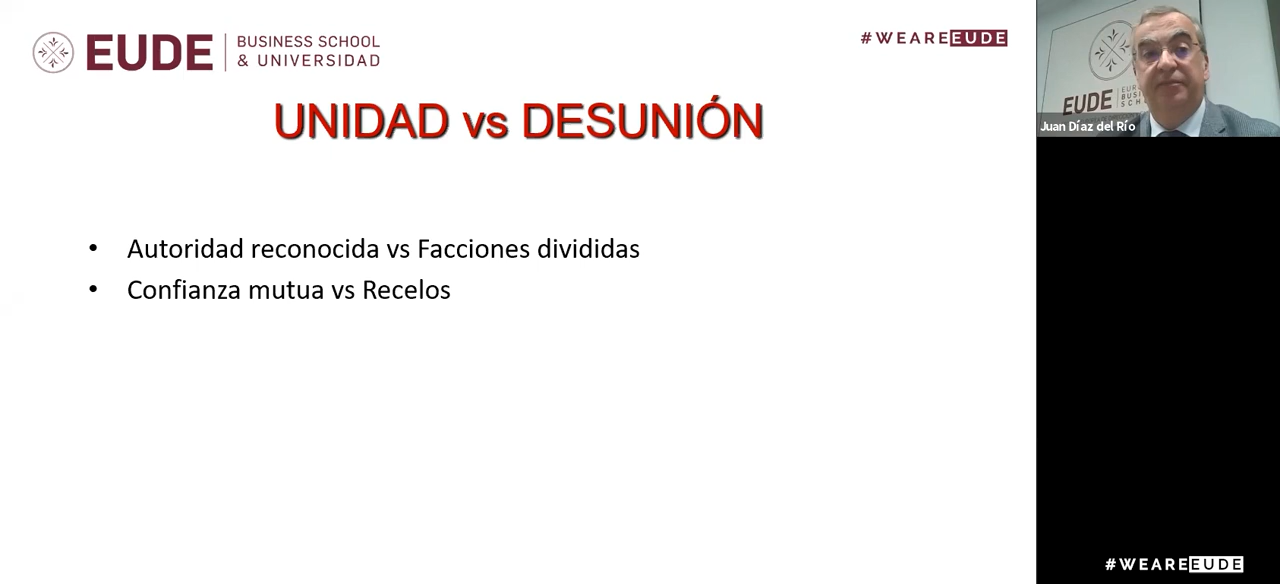 EUDE
BUSINESS SCHOOL
& UNIVERSIDAD
#WEAREEUDE
UNIDAD vs DESUNIÓN
• Autoridad reconocida vs Facciones divididas
• Confianza mutua vs Recelos
EUDE
Juan Díaz del Río
#WEAREEUDE